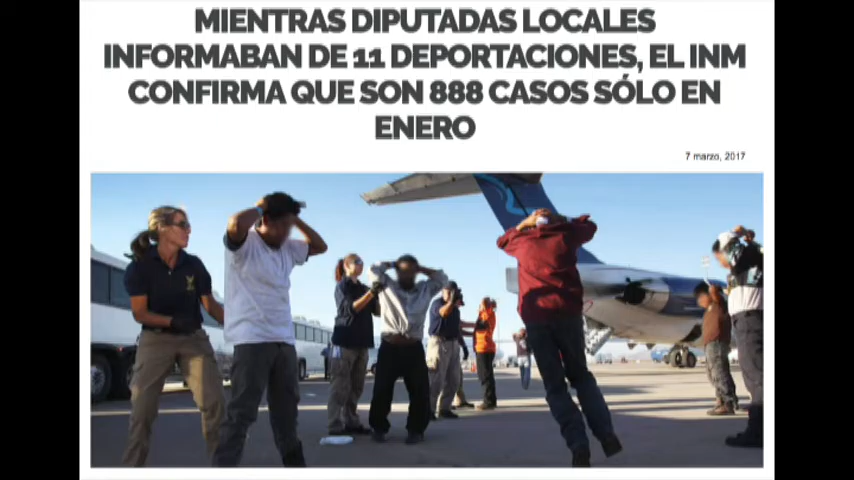 MIENTRAS DIPUTADAS LOCALES
INFORMABAN DE 11 DEPORTACIONES, EL INM
CONFIRMA QUE SON 888 CASOS SÓLO EN
ENERO
7 marzo, 2017